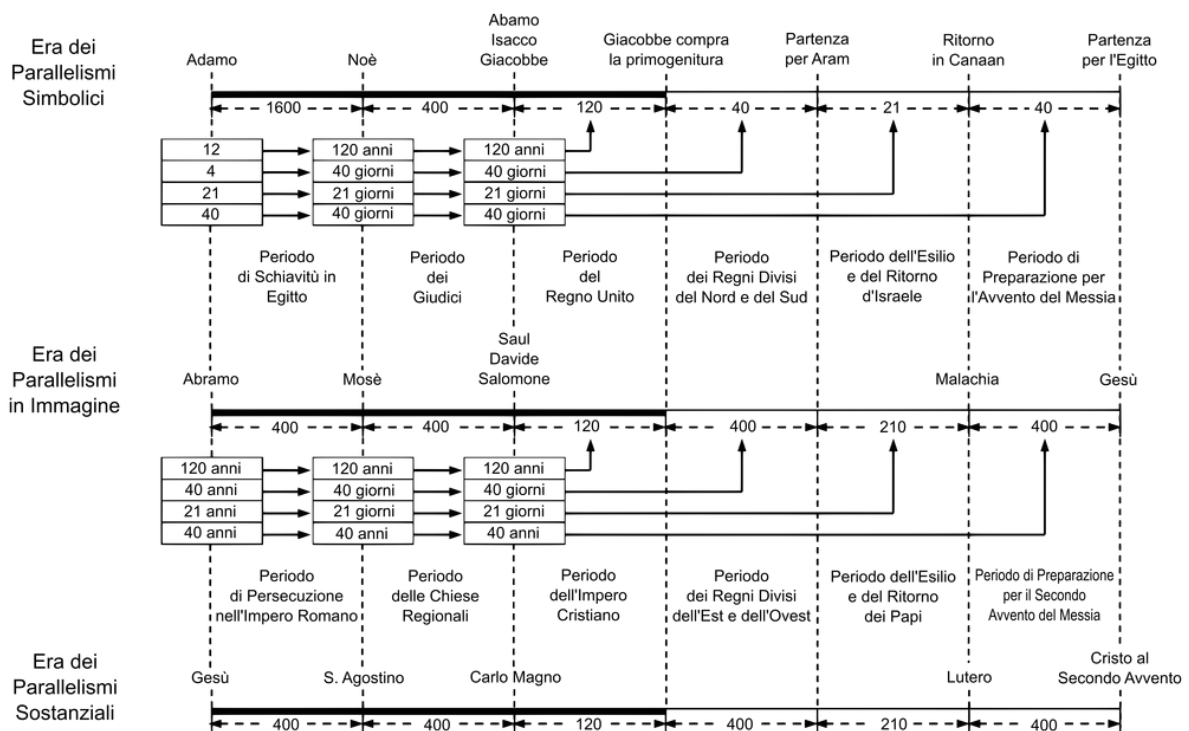 Era dei
Parallelismi
Simbolici
Adamo
Noè
Abamo
Isacco
Giacobbe
Giacobbe compra
la primogenitura
Partenza
per Aram
Ritorno
in Canaan
Partenza
per l'Egitto
1600
400
120
40
21
40
12
120 anni
120 anni
4
40 giorni
40 giorni
21
21 giorni
21 giorni
40
40 giorni
40 giorni
Periodo
di Schiavitù in
Egitto
Periodo
dei
Giudici
Periodo
del
Regno Unito
Periodo
dei Regni Divisi
del Nord e del Sud
Periodo dell'Esilio
e del Ritorno
d'Israele
Periodo di
Preparazione per
l'Avvento del Messia
Era dei
Parallelismi
in Immagine
Abramo
Mosè
Saul
Davide
Salomone
Malachia
Gesù
400
400
120
400
210
400
120 anni
120 anni
120 anni
40 anni
40 giorni
40 giorni
21 anni
21 giorni
21 giorni
40 anni
40 anni
40 anni
Periodo
di Persecuzione
nell'Impero Romano
Periodo
delle Chiese
Regionali
Periodo
dell'Impero
Cristiano
Periodo
dei Regni Divisi
dell'Est e dell'Ovest
Periodo dell'Esilio
e del Ritorno
dei Papi
Periodo di Preparazione
per il Secondo
Avvento del Messia
Era dei
Parallelismi
Sostanziali
Gesù
S. Agostino
Carlo Magno
Lutero
Cristo al
Secondo Avvento
400
400
120
400
210
400